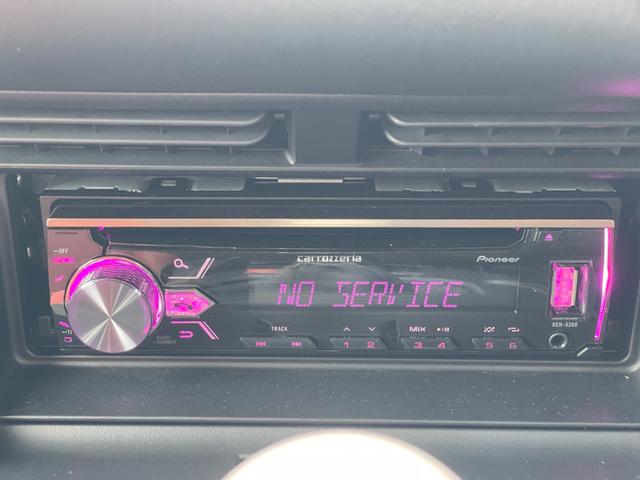 OFF
carrozzeria
Pioneer
NO SERVICE
DEH-5300
TRACK
MIX
1 2 3 4 5 6